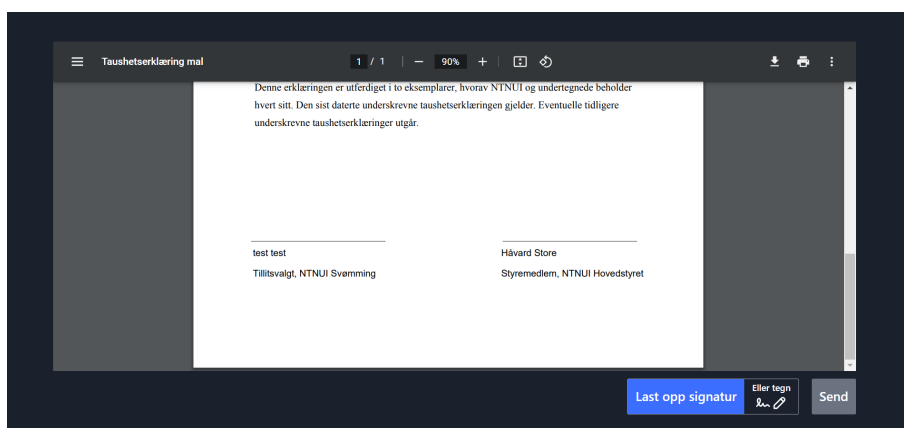 Taushetserklæring mal 1 / 1 90%
Denne erklæringen er utferdiget i to eksemplarer, hvorav NTNUI og undertegnede beholder
hvert sitt. Den sist daterte underskrevne taushetserklæringen gjelder. Eventuelle tidligere
underskrevne taushetserklæringer utgår.
test test
Håvard Store
Tillitsvalgt, NTNUI Svømming
Styremedlem, NTNUI Hovedstyret
Last opp signatur
Eller tegn
Send